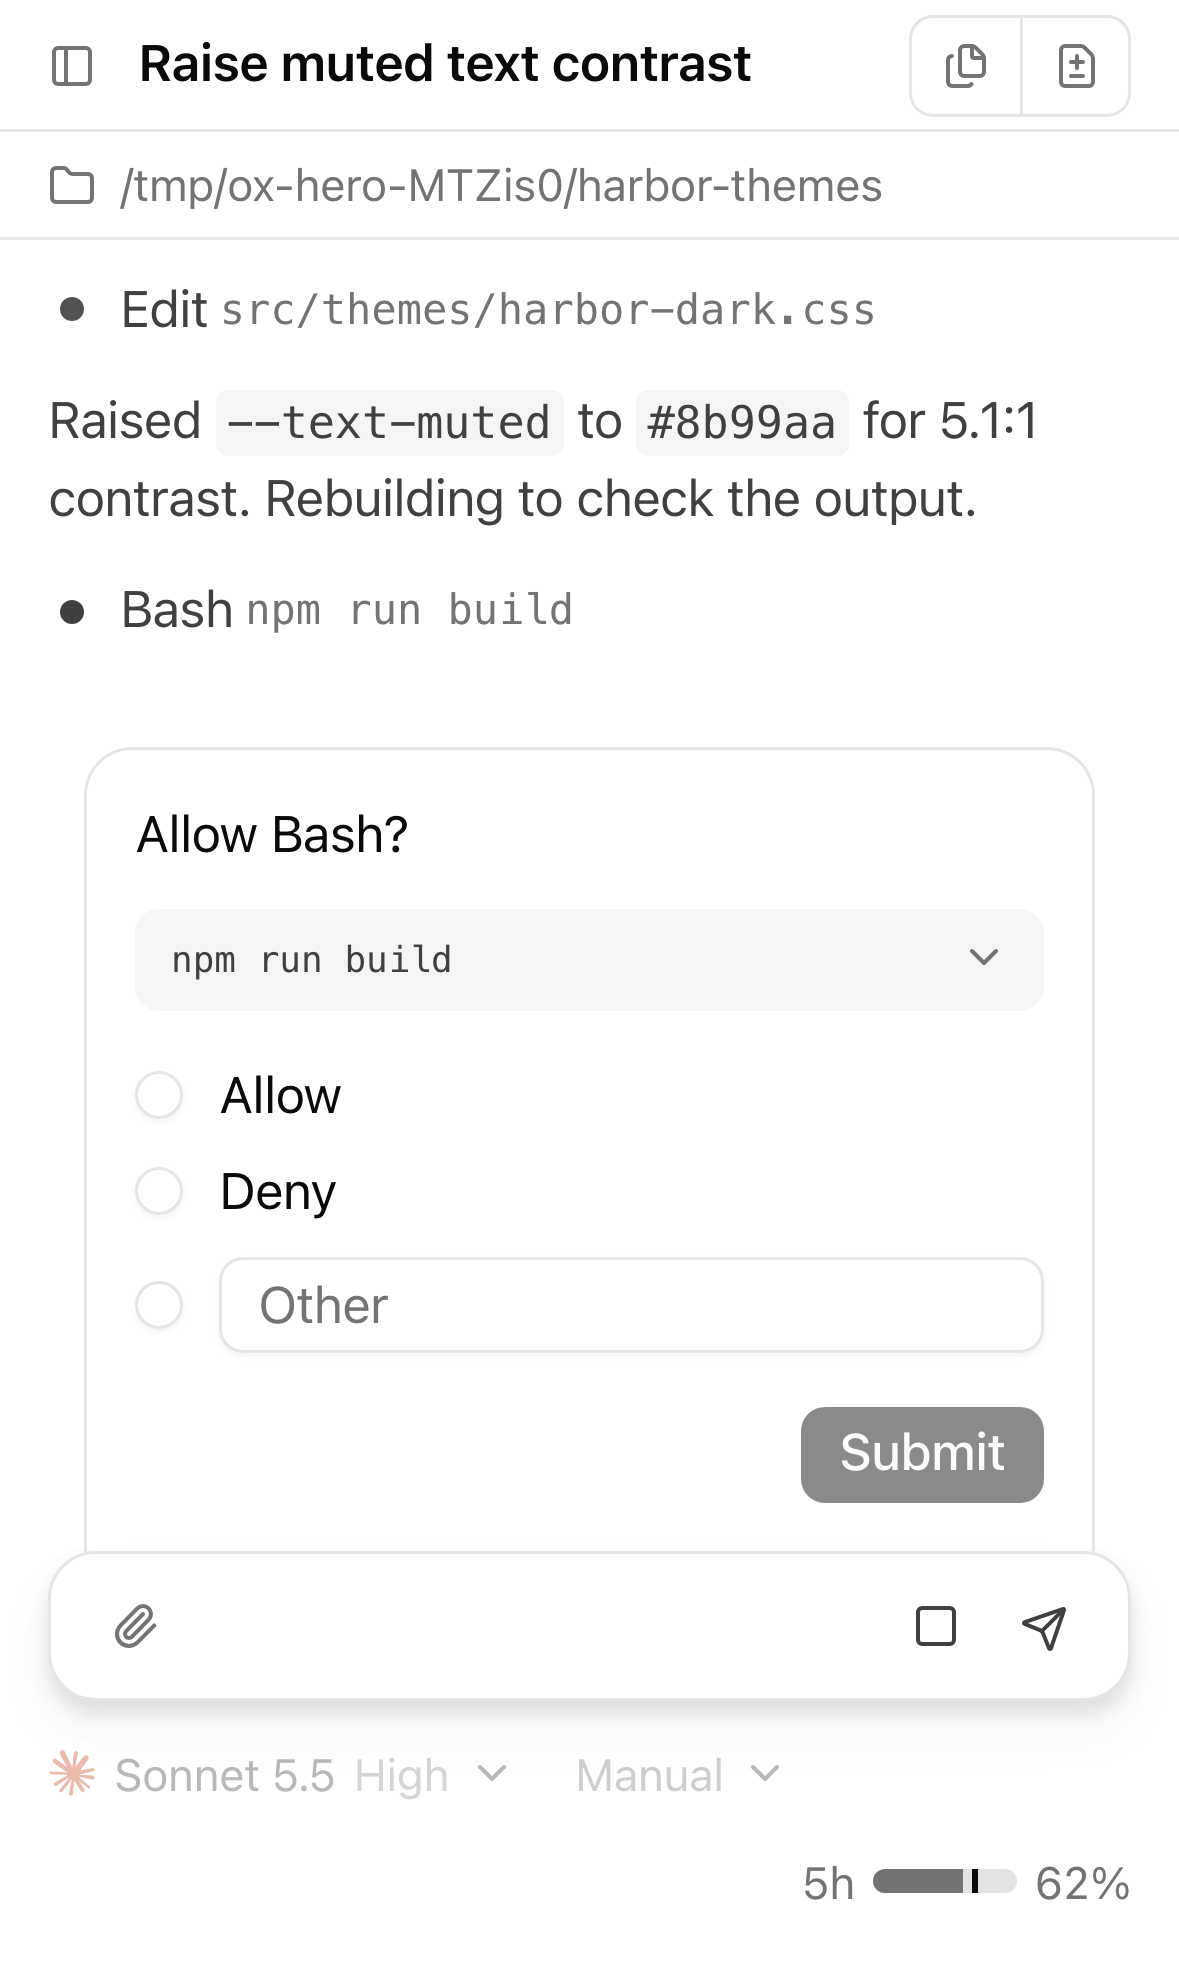 Raise muted text contrast
/tmp/ox-hero-MTZis0/harbor-themes
Edit src/themes/harbor-dark.css
Raised --text-muted to #8b99aa for 5.1:1
contrast. Rebuilding to check the output.
Bash npm run build
Allow Bash?
npm run build
Allow
Deny
Other
Submit
Sonnet 5.5 High Manual
5h 62%